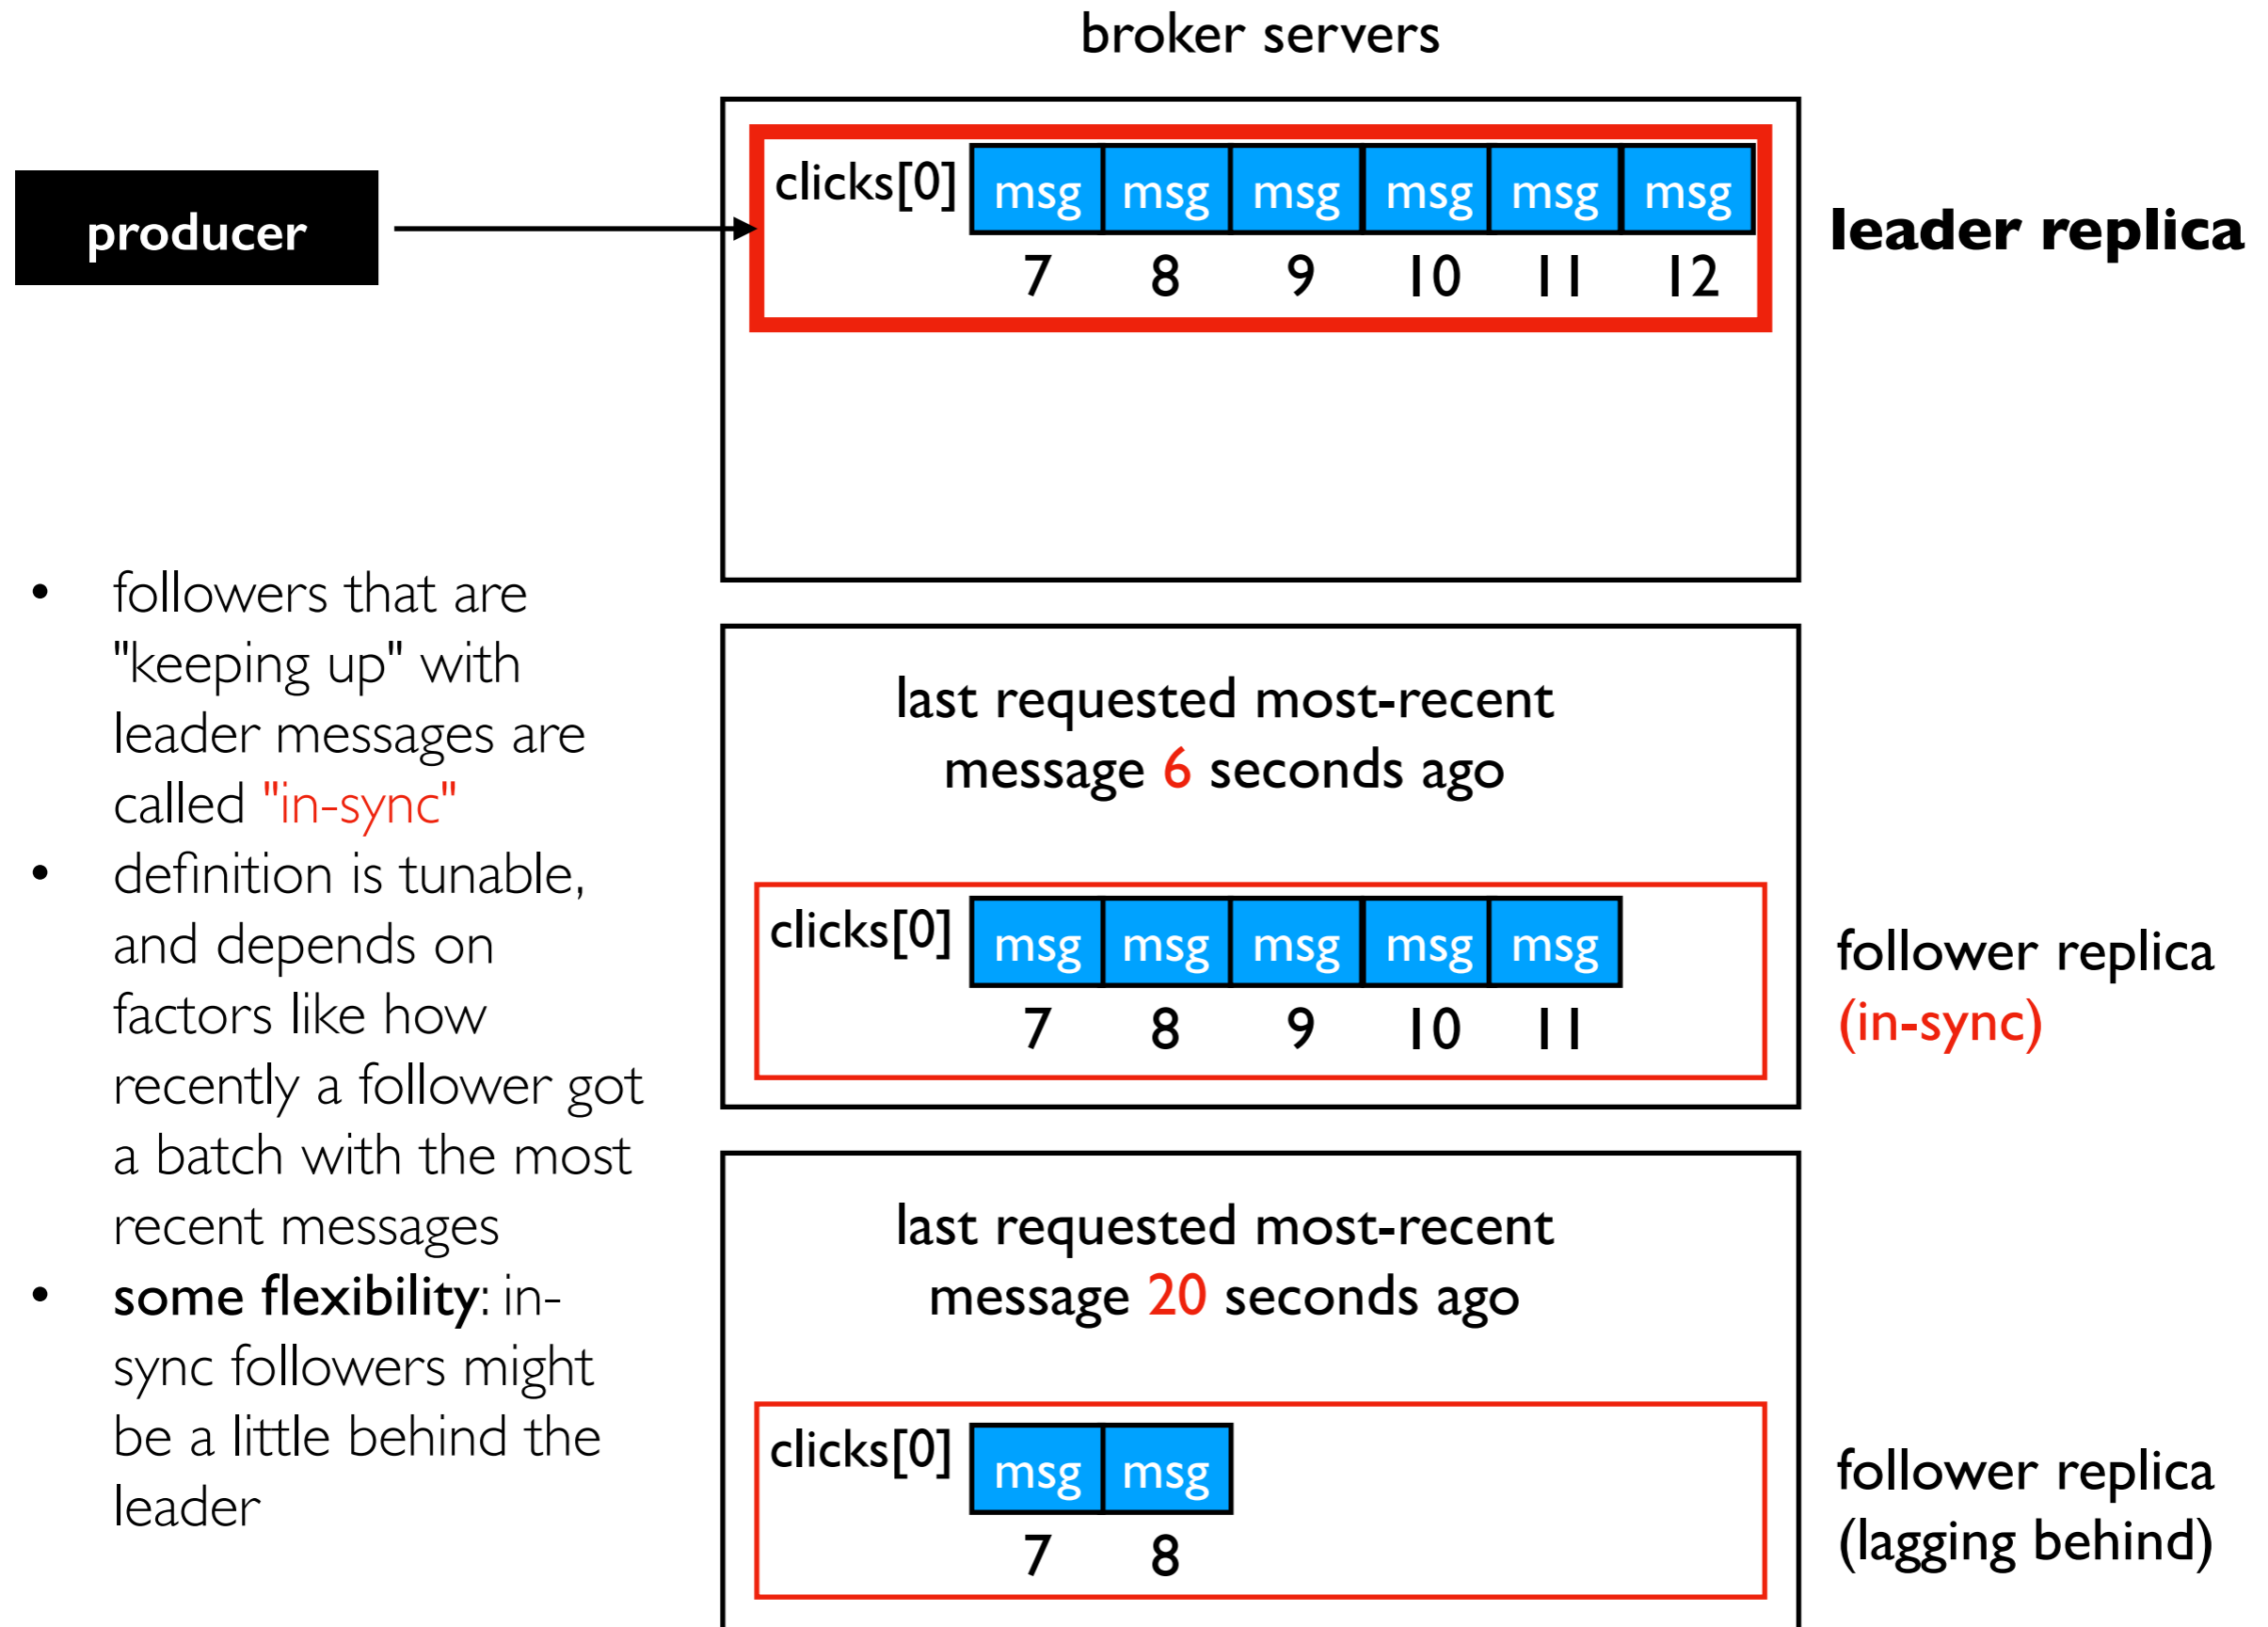 broker servers
producer
clicks[0] msg msg msg msg msg msg
7 8 9 10 11 12
leader replica
• followers that are
"keeping up" with
leader messages are
called "in-sync"
• definition is tunable,
and depends on
factors like how
recently a follower got
a batch with the most
recent messages
• some flexibility: in-
sync followers might
be a little behind the
leader
last requested most-recent
message 6 seconds ago
clicks[0] msg msg msg msg msg
7 8 9 10 11
follower replica
(in-sync)
last requested most-recent
message 20 seconds ago
clicks[0] msg msg
7 8
follower replica
(lagging behind)